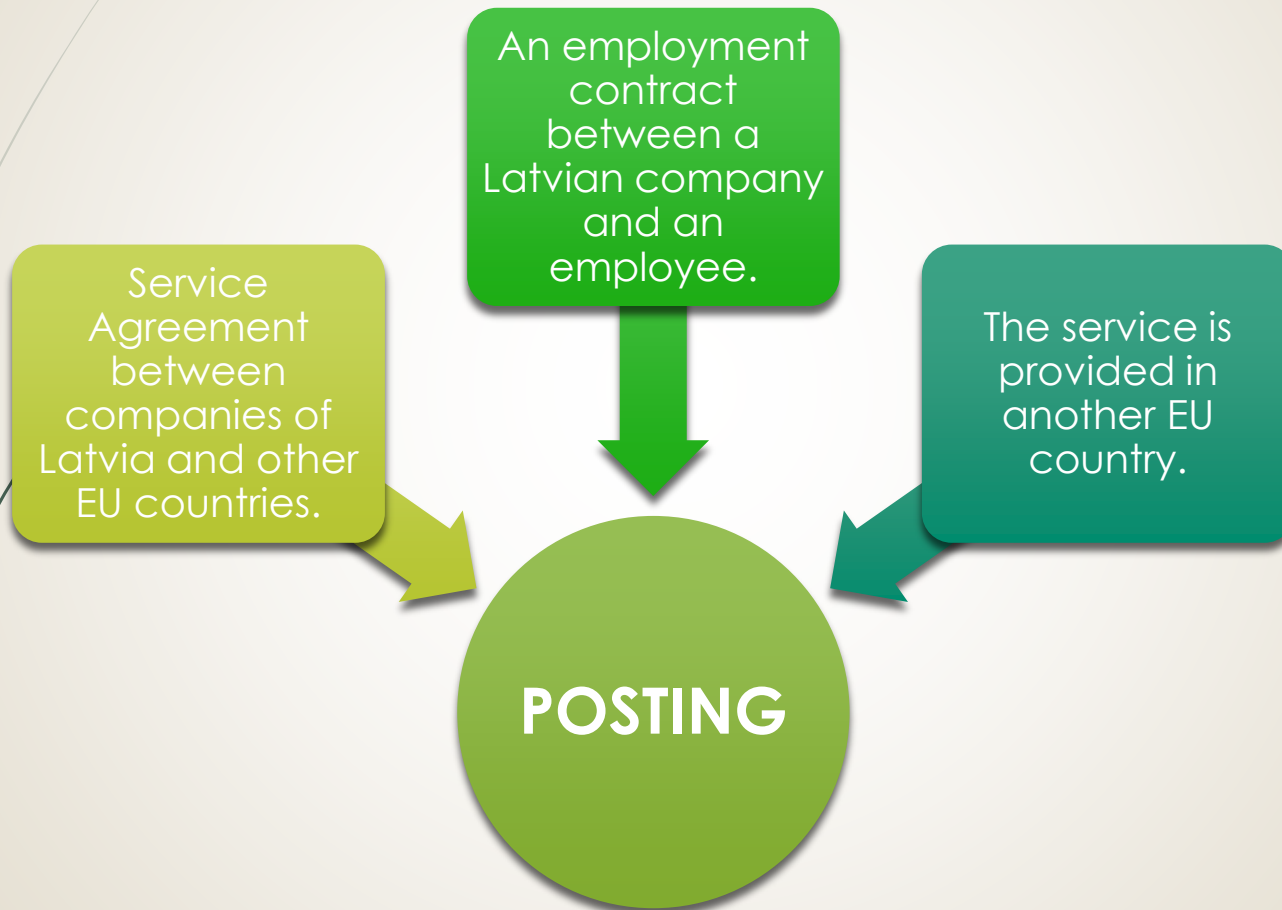 Service
Agreement
between
companies of
Latvia and other
EU countries.
An employment
contract
between a
Latvian company
and an
employee.
The service is
provided in
another EU
country.
POSTING